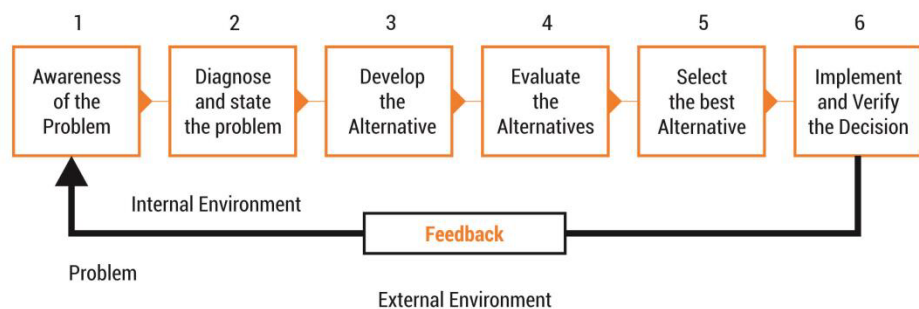 1 2 3 4 5 6
Awareness
of the
Problem
Diagnose
and state
the problem
Develop
the
Alternative
Evaluate
the
Alternatives
Select
the best
Alternative
Implement
and Verify
the Decision
Internal Environment
Feedback
Problem
External Environment